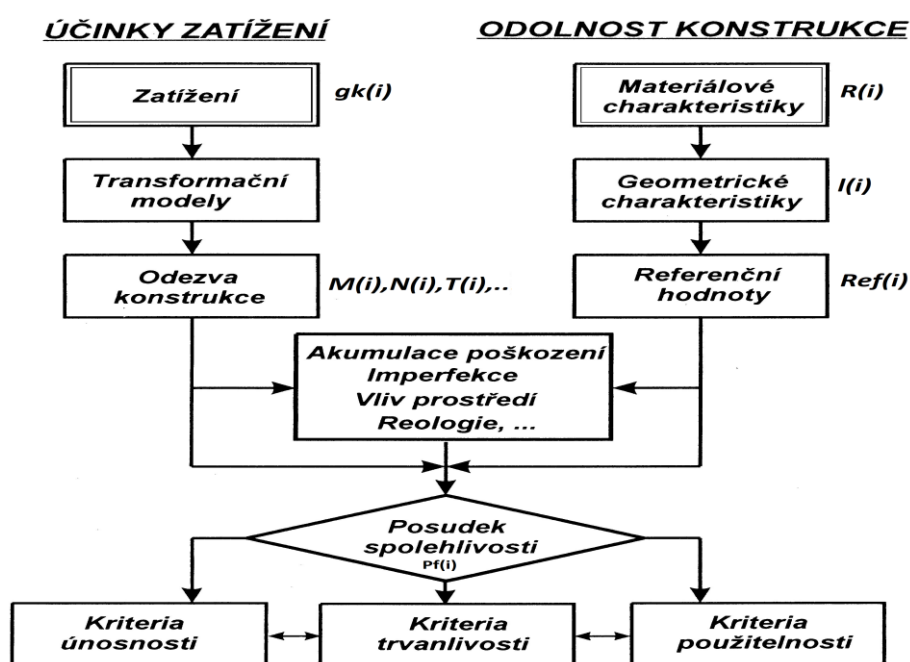 ÚČINKY ZATÍŽENÍ
ODOLNOST KONSTRUKCE
Zatížení
gk(i)
Materiálové
charakteristiky
R(i)
Transformační
modely
Geometrické
charakteristiky
I(i)
Odezva
konstrukce
M(i),N(i),T(i),..
Referenční
hodnoty
Ref(i)
Akumulace poškození
Imperfekce
Vliv prostředí
Reologie, ...
Posudek
spolehlivosti
Pf(i)
Kriteria
únosnosti
Kriteria
trvanlivosti
Kriteria
použitelnosti